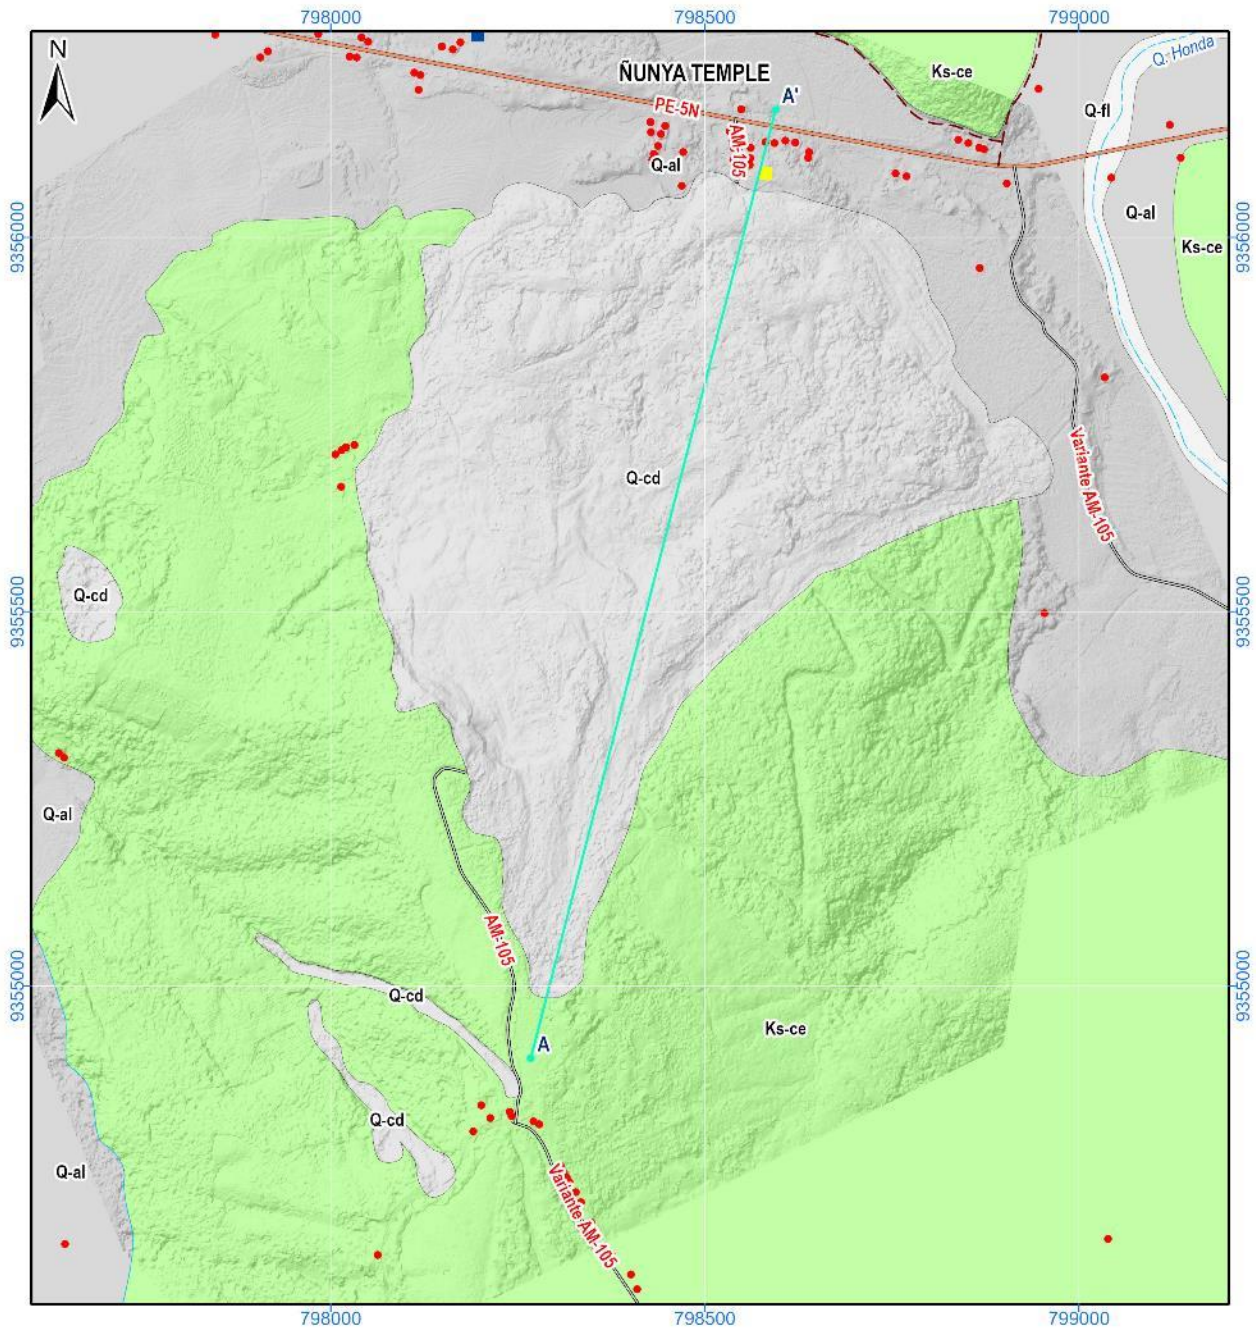 798000
798500
799000
N
ÑUNYA TEMPLE
A'
Ks-ce
Q. Honda
PE-5N
Q-fl
AM-105
Q-al
Q-al
9356000
9356000
Ks-ce
Q-cd
Variante AM-105
Q-cd
9355500
9355500
Q-al
AM-105
9355000
9355000
Q-cd
Ks-ce
A
Q-cd
Q-al
Variante AM-105
798000
798500
799000